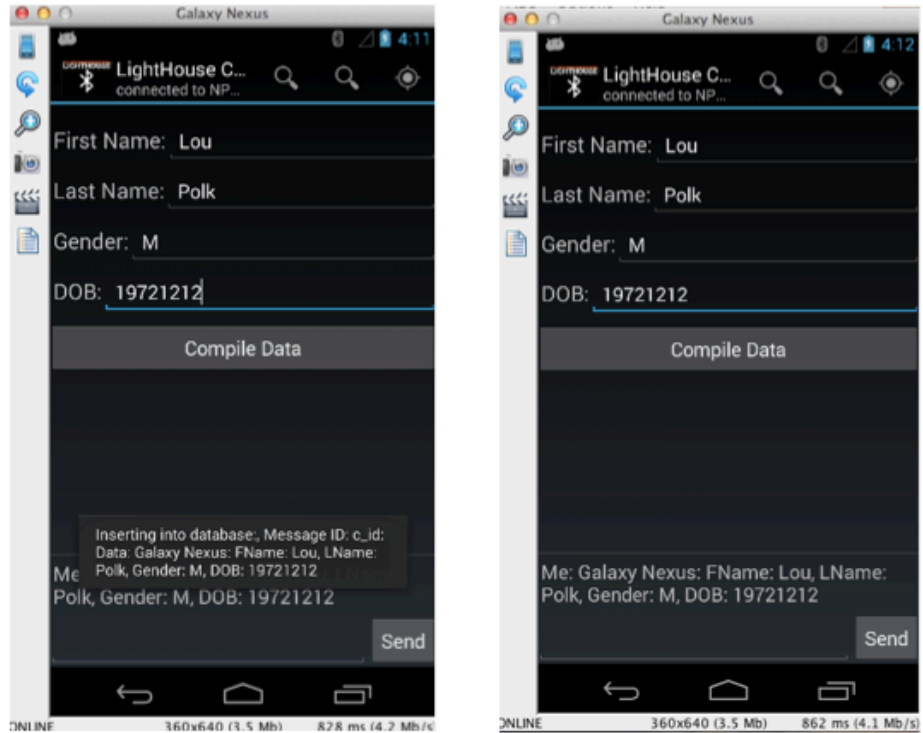 Galaxy Nexus
4:11
LIGHTHOUSE
LightHouse C...
connected to NP...
First Name: Lou
Last Name: Polk
Gender: M
DOB: 19721212
Compile Data
Inserting into database:, Message ID: c_id:
Data: Galaxy Nexus: FName: Lou, LName:
Polk, Gender: M, DOB: 19721212
Me
Polk, Gender: M, DOB: 19721212
Send
ONLINE 360x640 (3.5 Mb) 828 ms (4.2 Mb/s
Galaxy Nexus
4:12
LIGHTHOUSE
LightHouse C...
connected to NP...
First Name: Lou
Last Name: Polk
Gender: M
DOB: 19721212
Compile Data
Me: Galaxy Nexus: FName: Lou, LName:
Polk, Gender: M, DOB: 19721212
Send
ONLINE 360x640 (3.5 Mb) 862 ms (4.1 Mb/s)